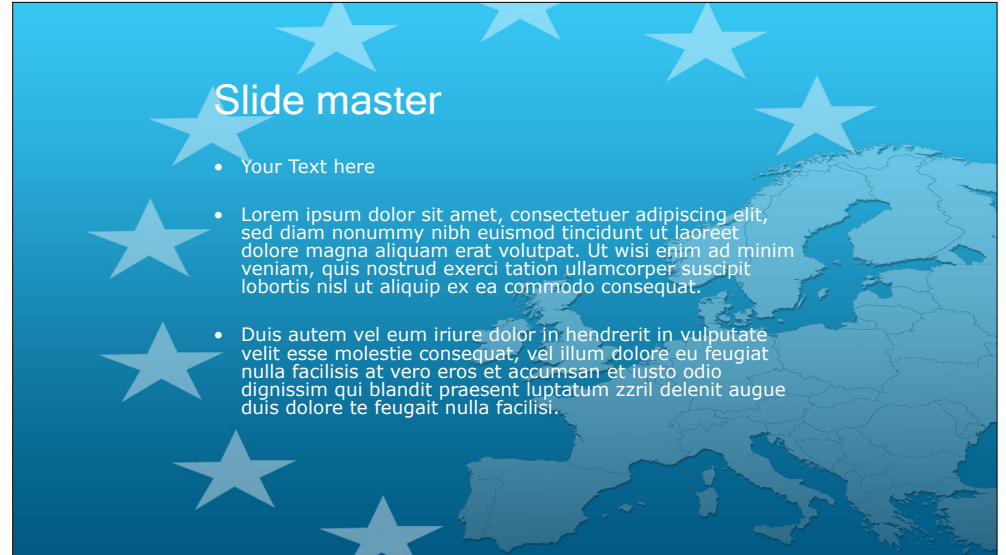 Slide master
• Your Text here
• Lorem ipsum dolor sit amet, consectetuer adipiscing elit,
sed diam nonummy nibh euismod tincidunt ut laoreet
dolore magna aliquam erat volutpat. Ut wisi enim ad minim
veniam, quis nostrud exerci tation ullamcorper suscipit
lobortis nisl ut aliquip ex ea commodo consequat.
• Duis autem vel eum iriure dolor in hendrerit in vulputate
velit esse molestie consequat, vel illum dolore eu feugiat
nulla facilisis at vero eros et accumsan et iusto odio
dignissim qui blandit praesent luptatum zzril delenit augue
duis dolore te feugait nulla facilisi.